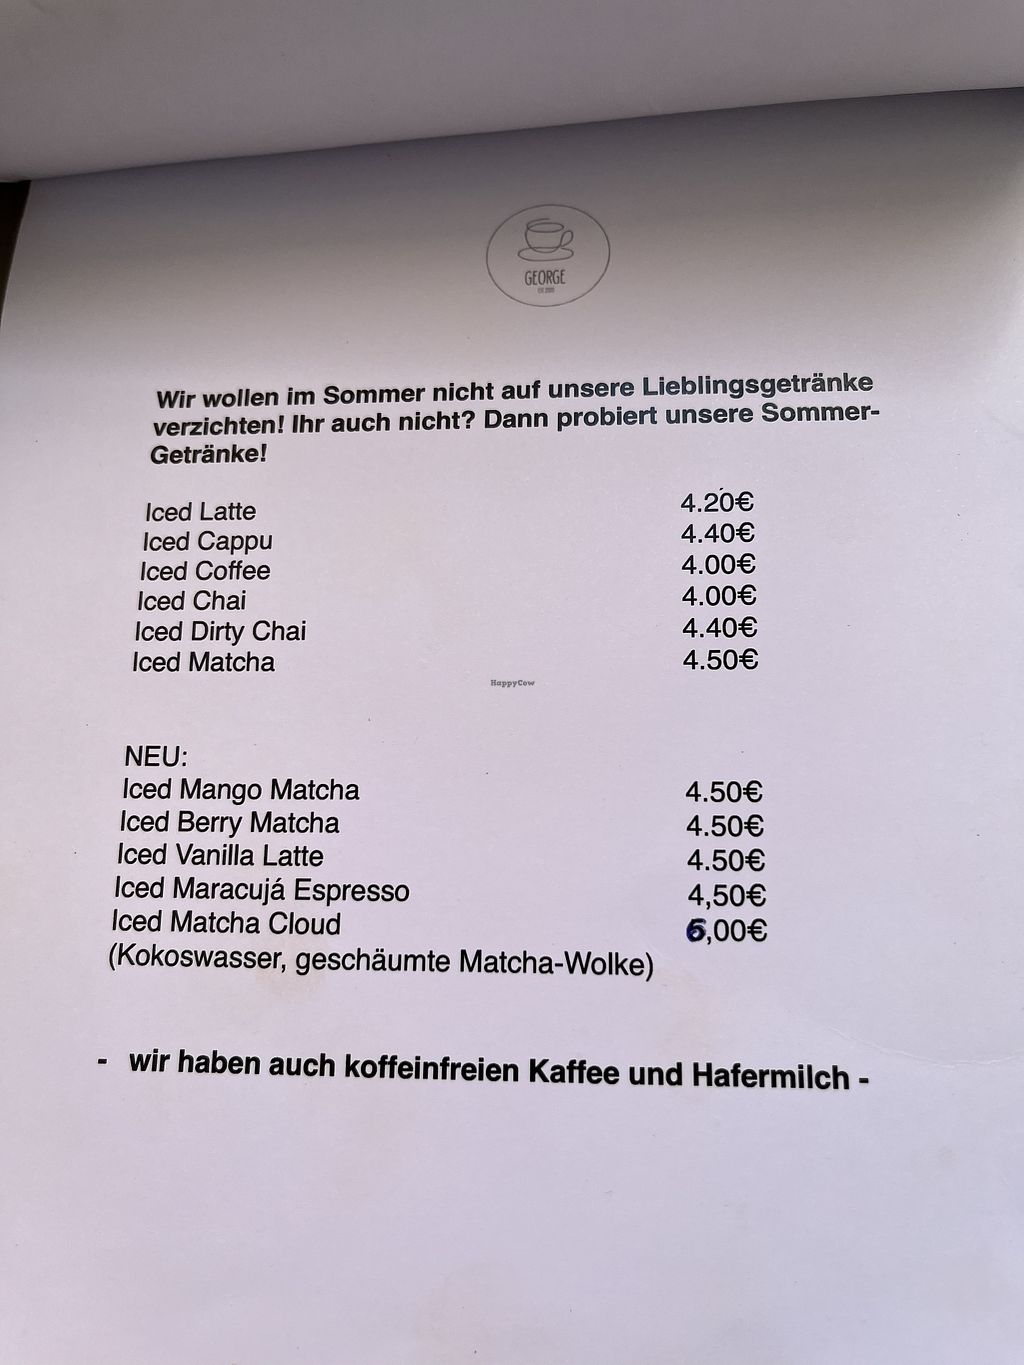 GEORGE
Wir wollen im Sommer nicht auf unsere Lieblingsgetränke
verzichten! Ihr auch nicht? Dann probiert unsere Sommer-
Getränke!
Iced Latte 4.20€
Iced Cappu 4.40€
Iced Coffee 4.00€
Iced Chai 4.00€
Iced Dirty Chai 4.40€
Iced Matcha 4.50€
HappyCow
NEU:
Iced Mango Matcha 4.50€
Iced Berry Matcha 4.50€
Iced Vanilla Latte 4.50€
Iced Maracujá Espresso 4,50€
Iced Matcha Cloud 6,00€
(Kokoswasser, geschäumte Matcha-Wolke)
- wir haben auch koffeinfreien Kaffee und Hafermilch -